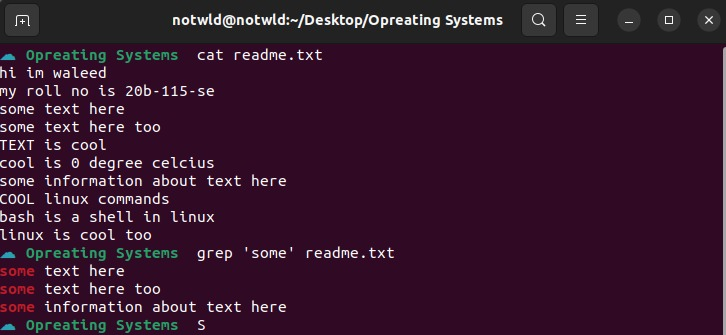 notwld@notwld:~/Desktop/Opreating Systems
☁ Opreating Systems cat readme.txt
hi im waleed
my roll no is 20b-115-se
some text here
some text here too
TEXT is cool
cool is 0 degree celcius
some information about text here
COOL linux commands
bash is a shell in linux
linux is cool too
☁ Opreating Systems grep 'some' readme.txt
some text here
some text here too
some information about text here
☁ Opreating Systems S